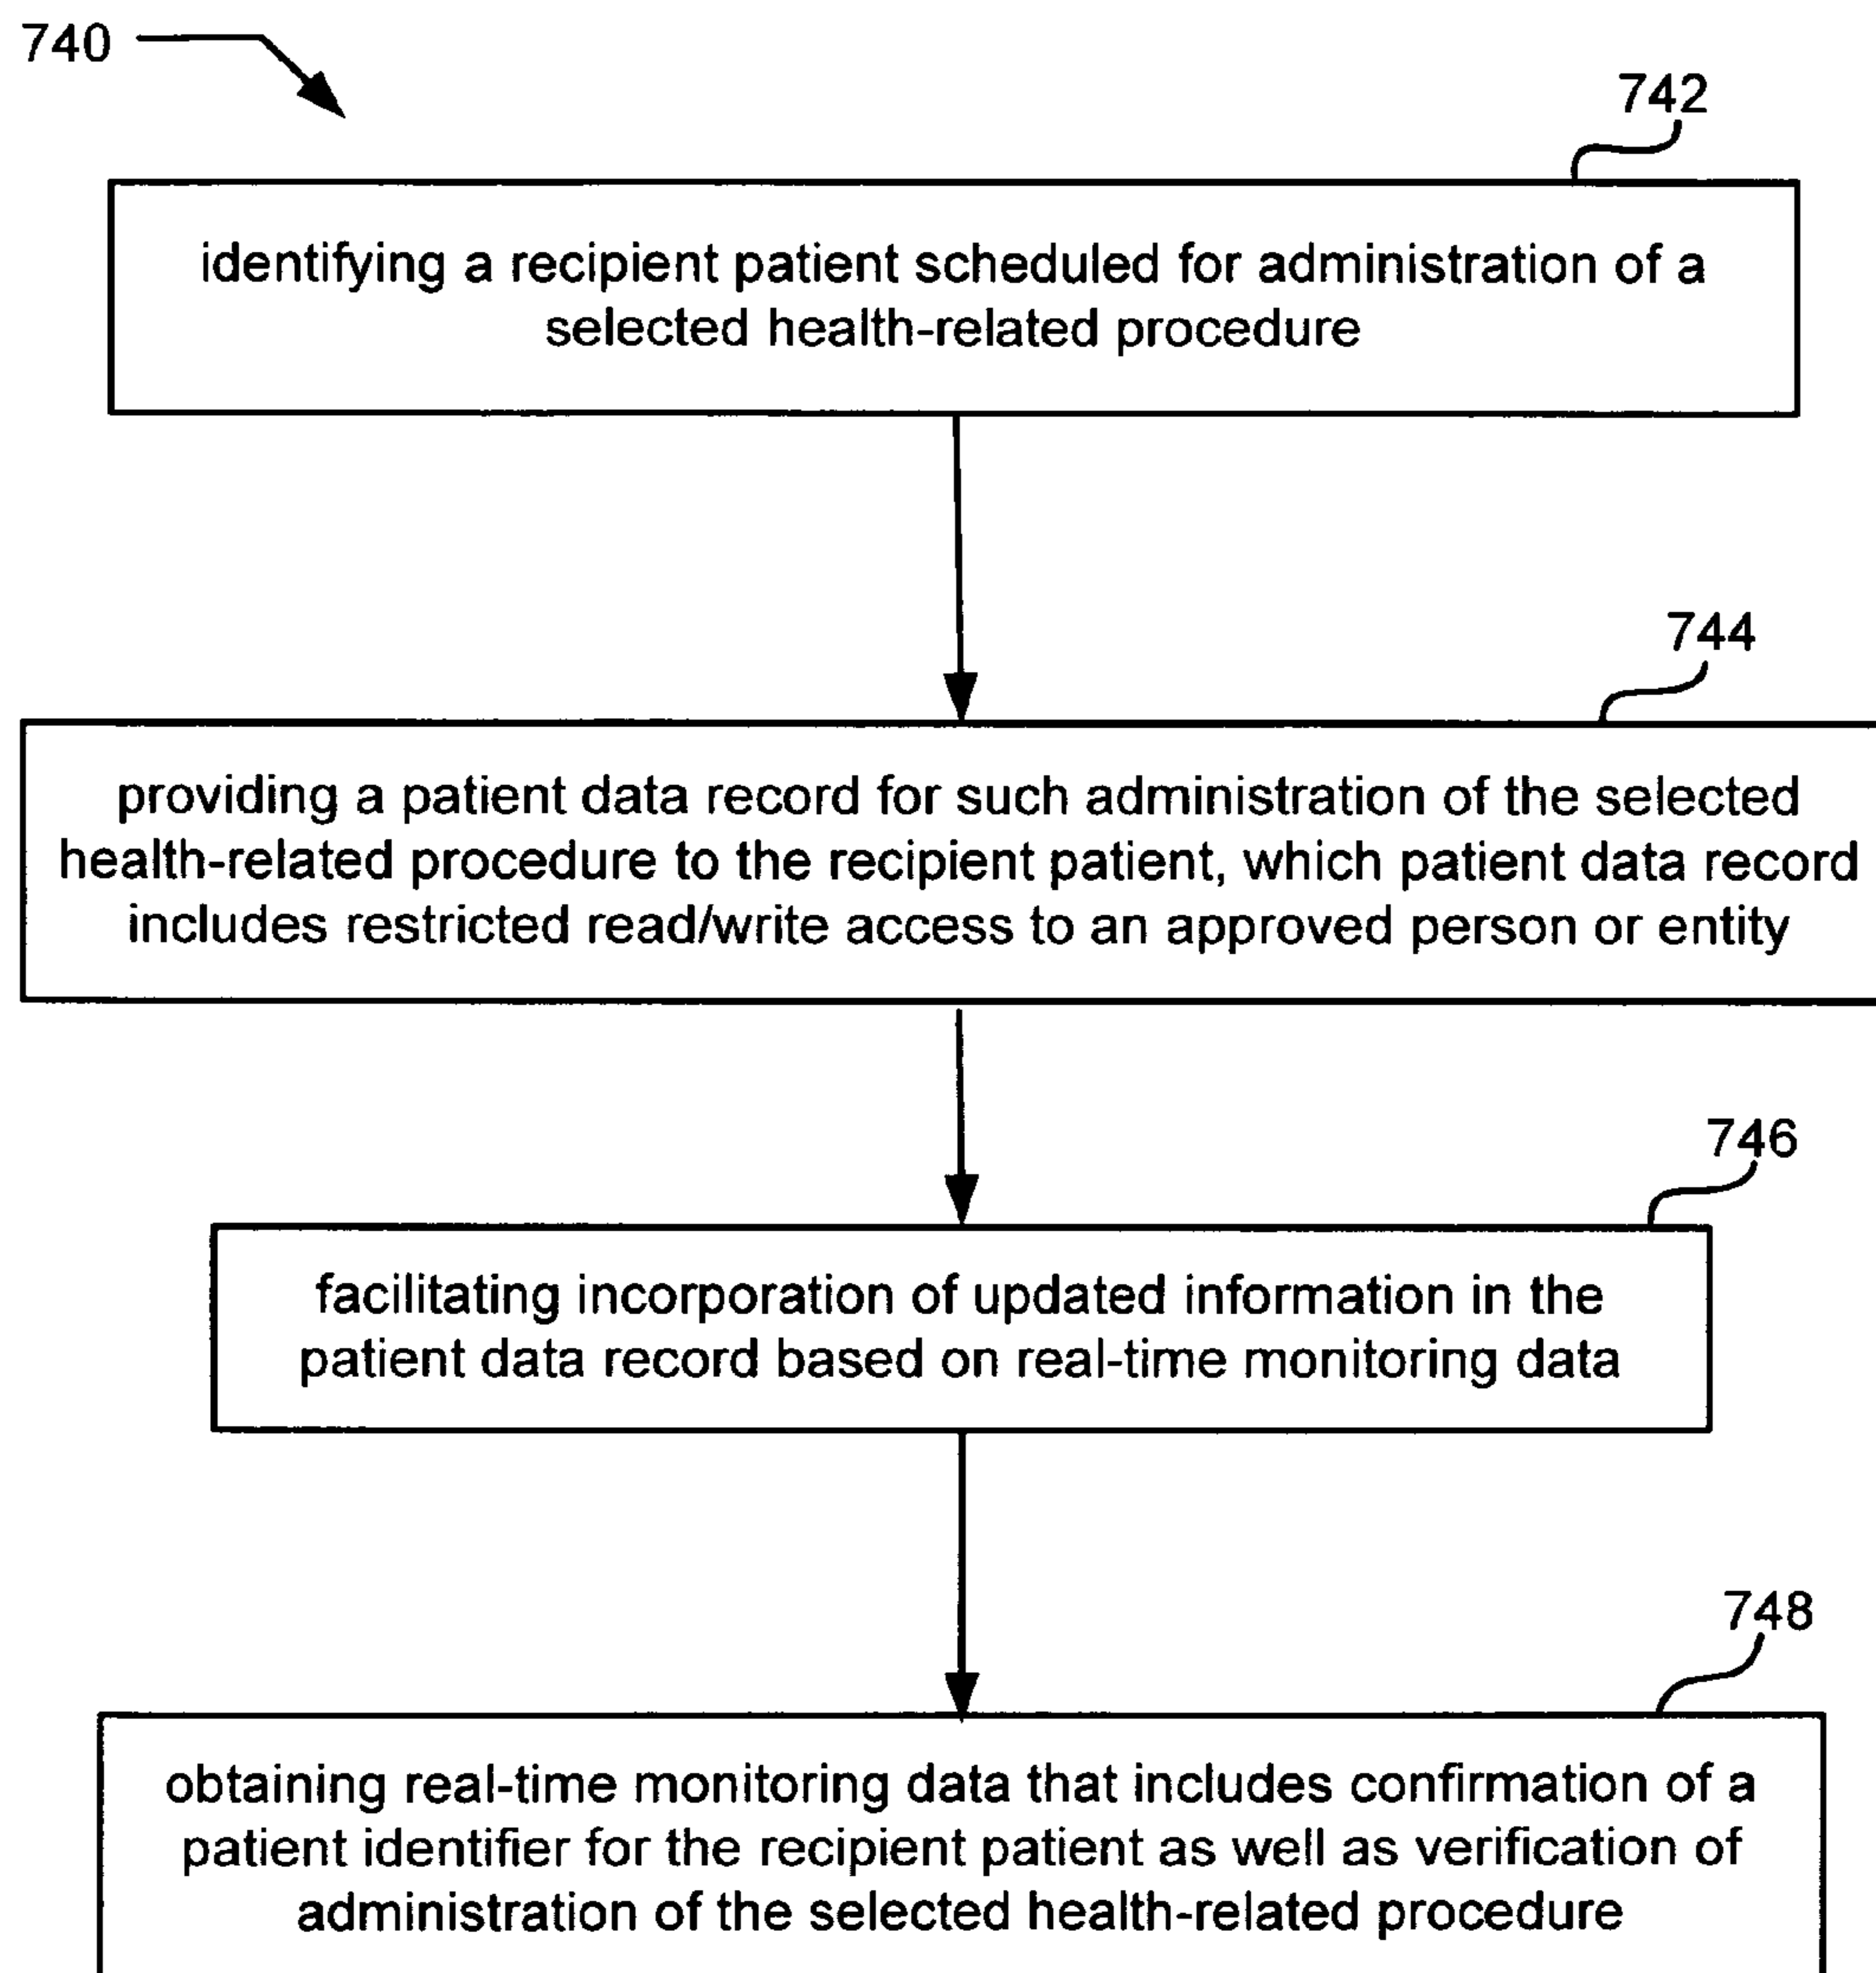 740
742
identifying a recipient patient scheduled for administration of a
selected health-related procedure
744
providing a patient data record for such administration of the selected
health-related procedure to the recipient patient, which patient data record
includes restricted read/write access to an approved person or entity
746
facilitating incorporation of updated information in the
patient data record based on real-time monitoring data
748
obtaining real-time monitoring data that includes confirmation of a
patient identifier for the recipient patient as well as verification of
administration of the selected health-related procedure